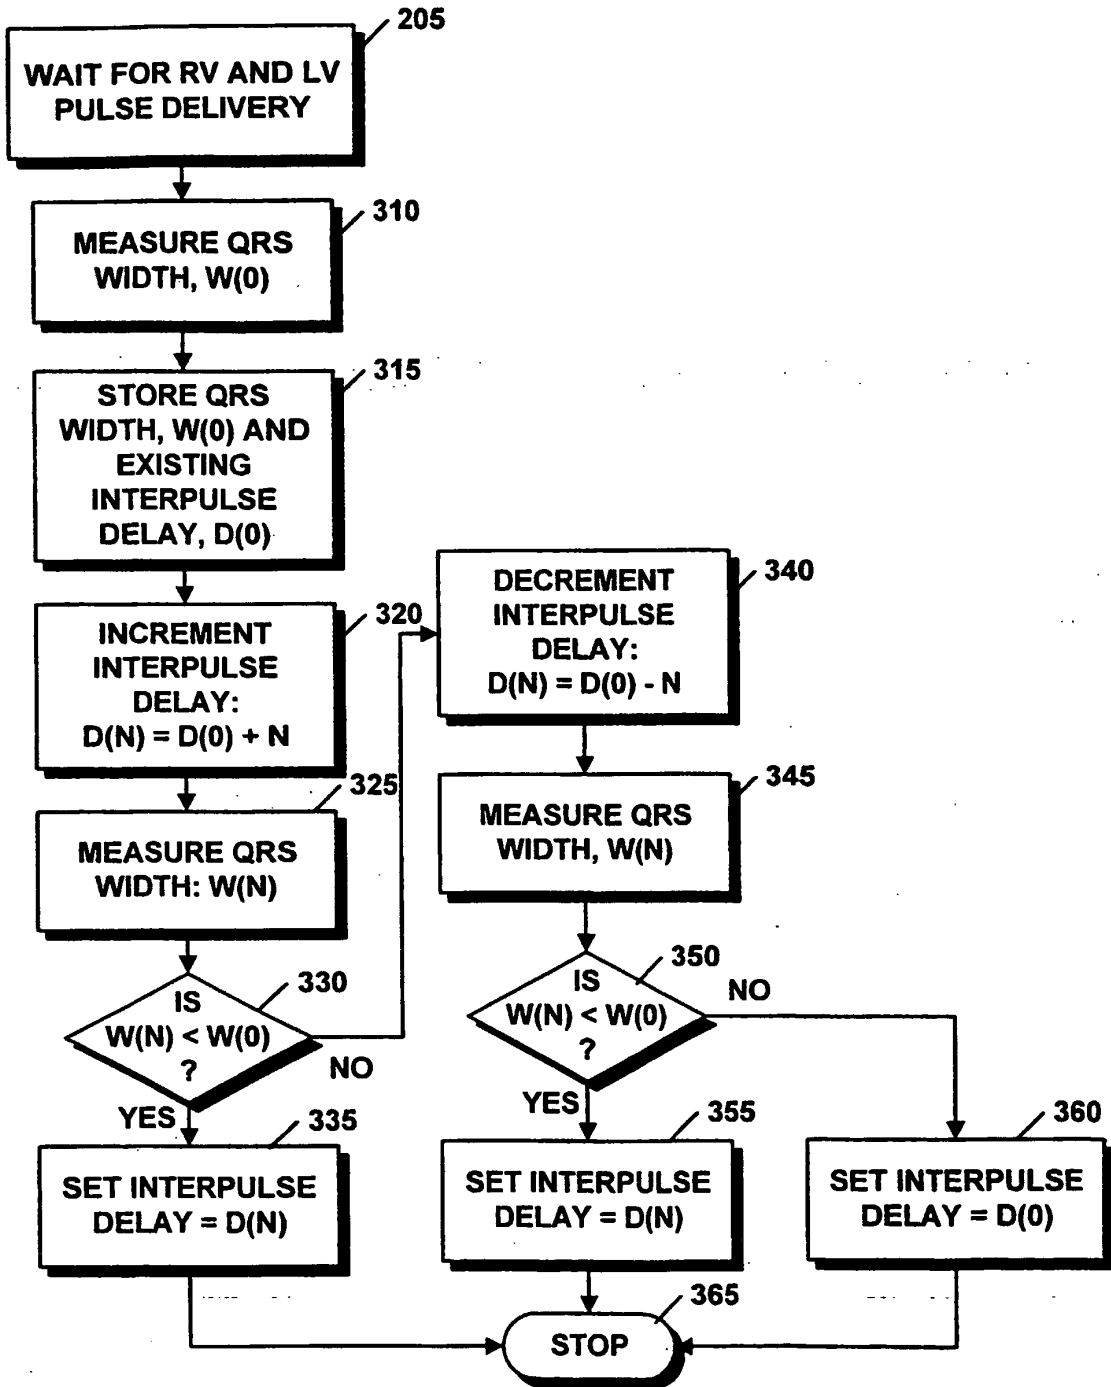 205
WAIT FOR RV AND LV
PULSE DELIVERY
310
MEASURE QRS
WIDTH, W(0)
315
STORE QRS
WIDTH, W(0) AND
EXISTING
INTERPULSE
DELAY, D(0)
320
INCREMENT
INTERPULSE
DELAY:
D(N) = D(0) + N
325
MEASURE QRS
WIDTH: W(N)
330
IS
W(N) < W(0)
?
NO
YES
335
SET INTERPULSE
DELAY = D(N)
340
DECREMENT
INTERPULSE
DELAY:
D(N) = D(0) - N
345
MEASURE QRS
WIDTH, W(N)
350
IS
W(N) < W(0)
?
NO
YES
355
SET INTERPULSE
DELAY = D(N)
360
SET INTERPULSE
DELAY = D(0)
365
STOP